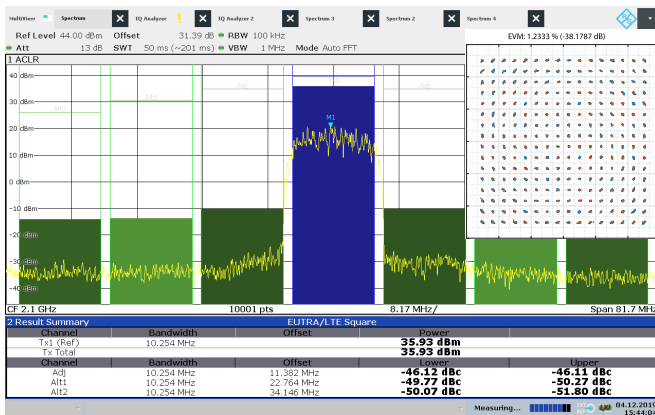 MultiView Spectrum IQ Analyzer ! IQ Analyzer 2 Spectrum 3 Spectrum 2 Spectrum 4
Ref Level 44.00 dBm Offset 31.39 dB RBW 100 kHz
Att 13 dB SWT 50 ms (~201 ms) VBW 1 MHz Mode Auto FFT
EVM: 1.2333 % (-38.1787 dB)
1 ACLR
40 dBm
30 dBm
Alt2 Alt1 Adj Adj
20 dBm
M1
10 dBm
0 dBm
-10 dBm
-20 dBm
-30 dBm
-40 dBm
CF 2.1 GHz 10001 pts 8.17 MHz/ Span 81.7 MHz
2 Result Summary EUTRA/LTE Square
Channel Bandwidth Offset Power
Tx1 (Ref) 10.254 MHz 35.93 dBm
Tx Total 35.93 dBm
Channel Bandwidth Offset Lower Upper
Adj 10.254 MHz 11.382 MHz -46.12 dBc -46.11 dBc
Alt1 10.254 MHz 22.764 MHz -49.77 dBc -50.27 dBc
Alt2 10.254 MHz 34.146 MHz -50.07 dBc -51.80 dBc
Measuring... 04.12.2019
15:44:04